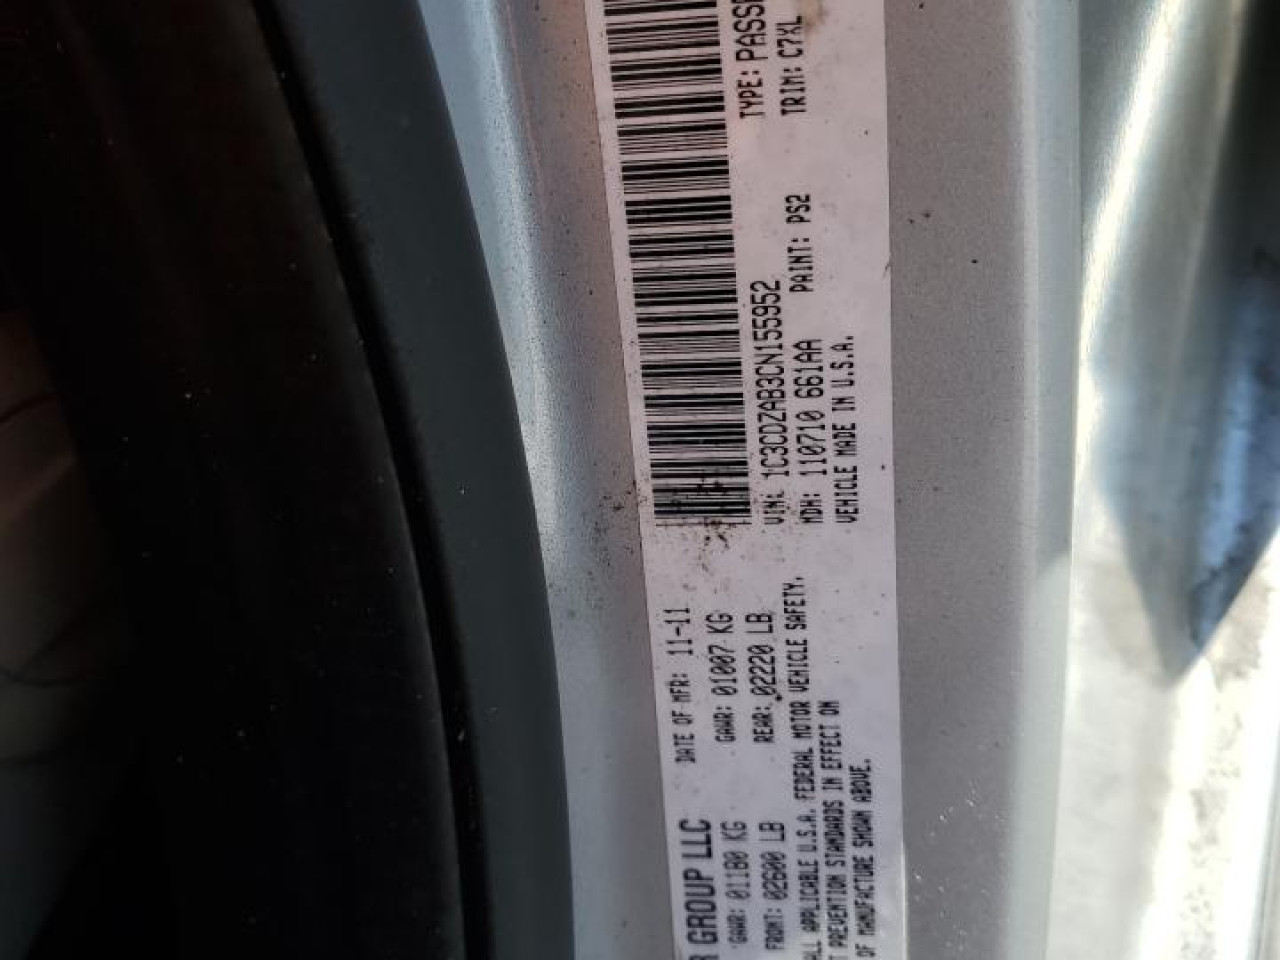 R GROUP LLC
DATE OF MFR: 11-11
GAWR: 01180 KG
GAWR: 01007 KG
FRONT: 02600 LB
REAR: 02220 LB
ALL APPLICABLE U.S.A. FEDERAL MOTOR VEHICLE SAFETY,
T PREVENTION STANDARDS IN EFFECT ON
OF MANUFACTURE SHOWN ABOVE.
VIN: 1C3CDZAB3CN155952
TYPE: PASSE
MDH: 110710 661AA
PAINT: PS2
TRIM: C7XL
VEHICLE MADE IN U.S.A.